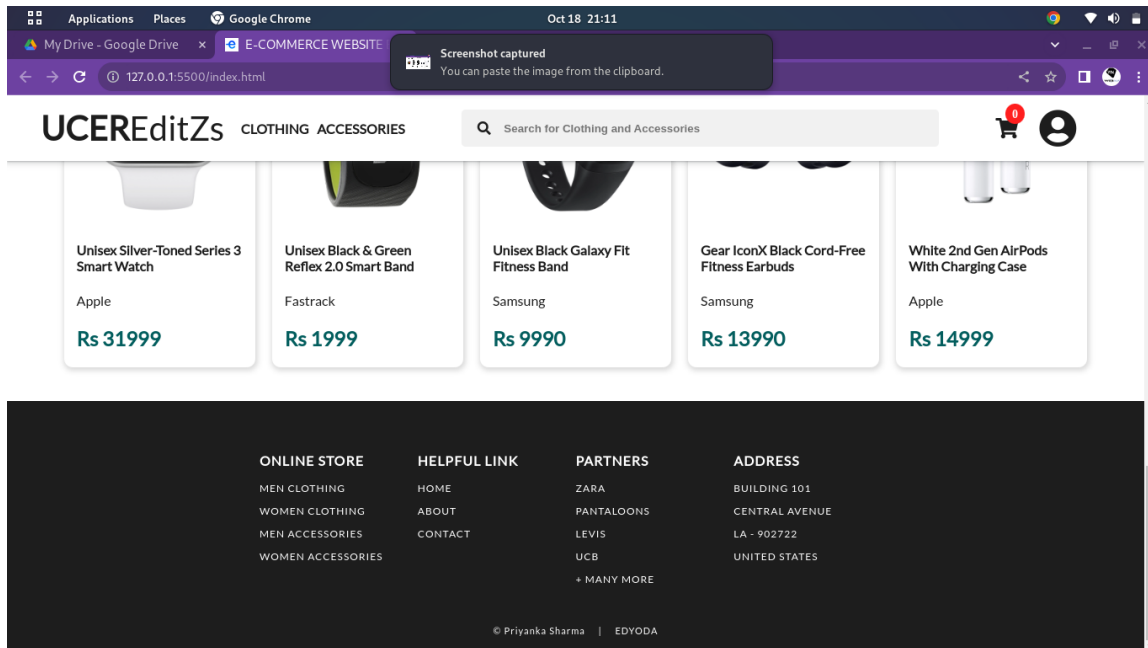 Applications Places Google Chrome Oct 18 21:11
My Drive - Google Drive × E-COMMERCE WEBSITE
Screenshot captured
You can paste the image from the clipboard.
127.0.0.1:5500/index.html
UCEREditZs CLOTHING ACCESSORIES Search for Clothing and Accessories 0
Unisex Silver-Toned Series 3
Smart Watch
Apple
Rs 31999
Unisex Black & Green
Reflex 2.0 Smart Band
Fastrack
Rs 1999
Unisex Black Galaxy Fit
Fitness Band
Samsung
Rs 9990
Gear IconX Black Cord-Free
Fitness Earbuds
Samsung
Rs 13990
White 2nd Gen AirPods
With Charging Case
Apple
Rs 14999
ONLINE STORE
MEN CLOTHING
WOMEN CLOTHING
MEN ACCESSORIES
WOMEN ACCESSORIES
HELPFUL LINK
HOME
ABOUT
CONTACT
PARTNERS
ZARA
PANTALOONS
LEVIS
UCB
+ MANY MORE
ADDRESS
BUILDING 101
CENTRAL AVENUE
LA - 902722
UNITED STATES
© Priyanka Sharma | EDYODA